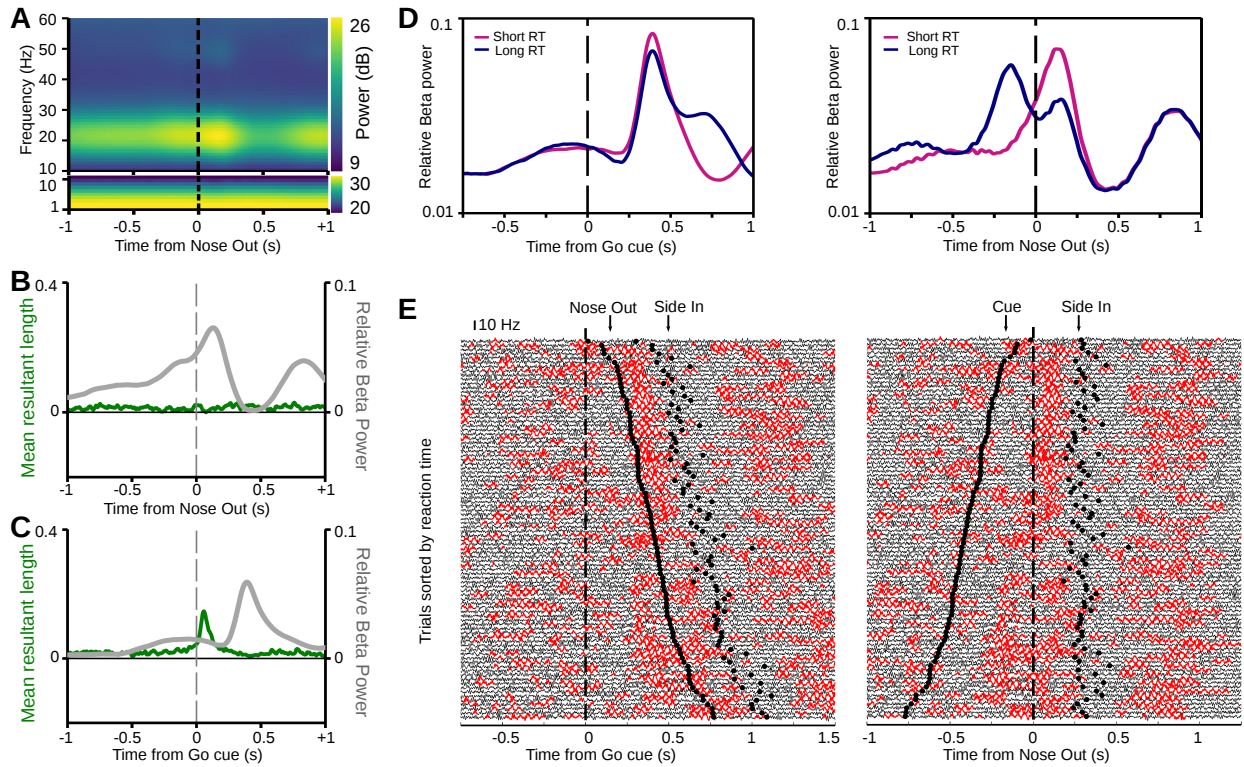 A
Frequency (Hz)
60
50
40
30
20
10
10
1
26
9
Power (dB)
30
20
-1
-0.5
0
0.5
+1
Time from Nose Out (s)
B
Mean resultant length
0.4
0
0.1
0
Relative Beta Power
-1
-0.5
0
0.5
+1
Time from Nose Out (s)
C
Mean resultant length
0.4
0
0.1
0
Relative Beta Power
-1
-0.5
0
0.5
+1
Time from Go cue (s)
D
Relative Beta power
0.1
0.01
Short RT
Long RT
-0.5
0
0.5
1
Time from Go cue (s)
Relative Beta power
0.1
0.01
Short RT
Long RT
-1
-0.5
0
0.5
1
Time from Nose Out (s)
E
10 Hz
Nose Out
Side In
Trials sorted by reaction time
-0.5
0
0.5
1
1.5
Time from Go cue (s)
Cue
Side In
-1
-0.5
0
0.5
1
Time from Nose Out (s)